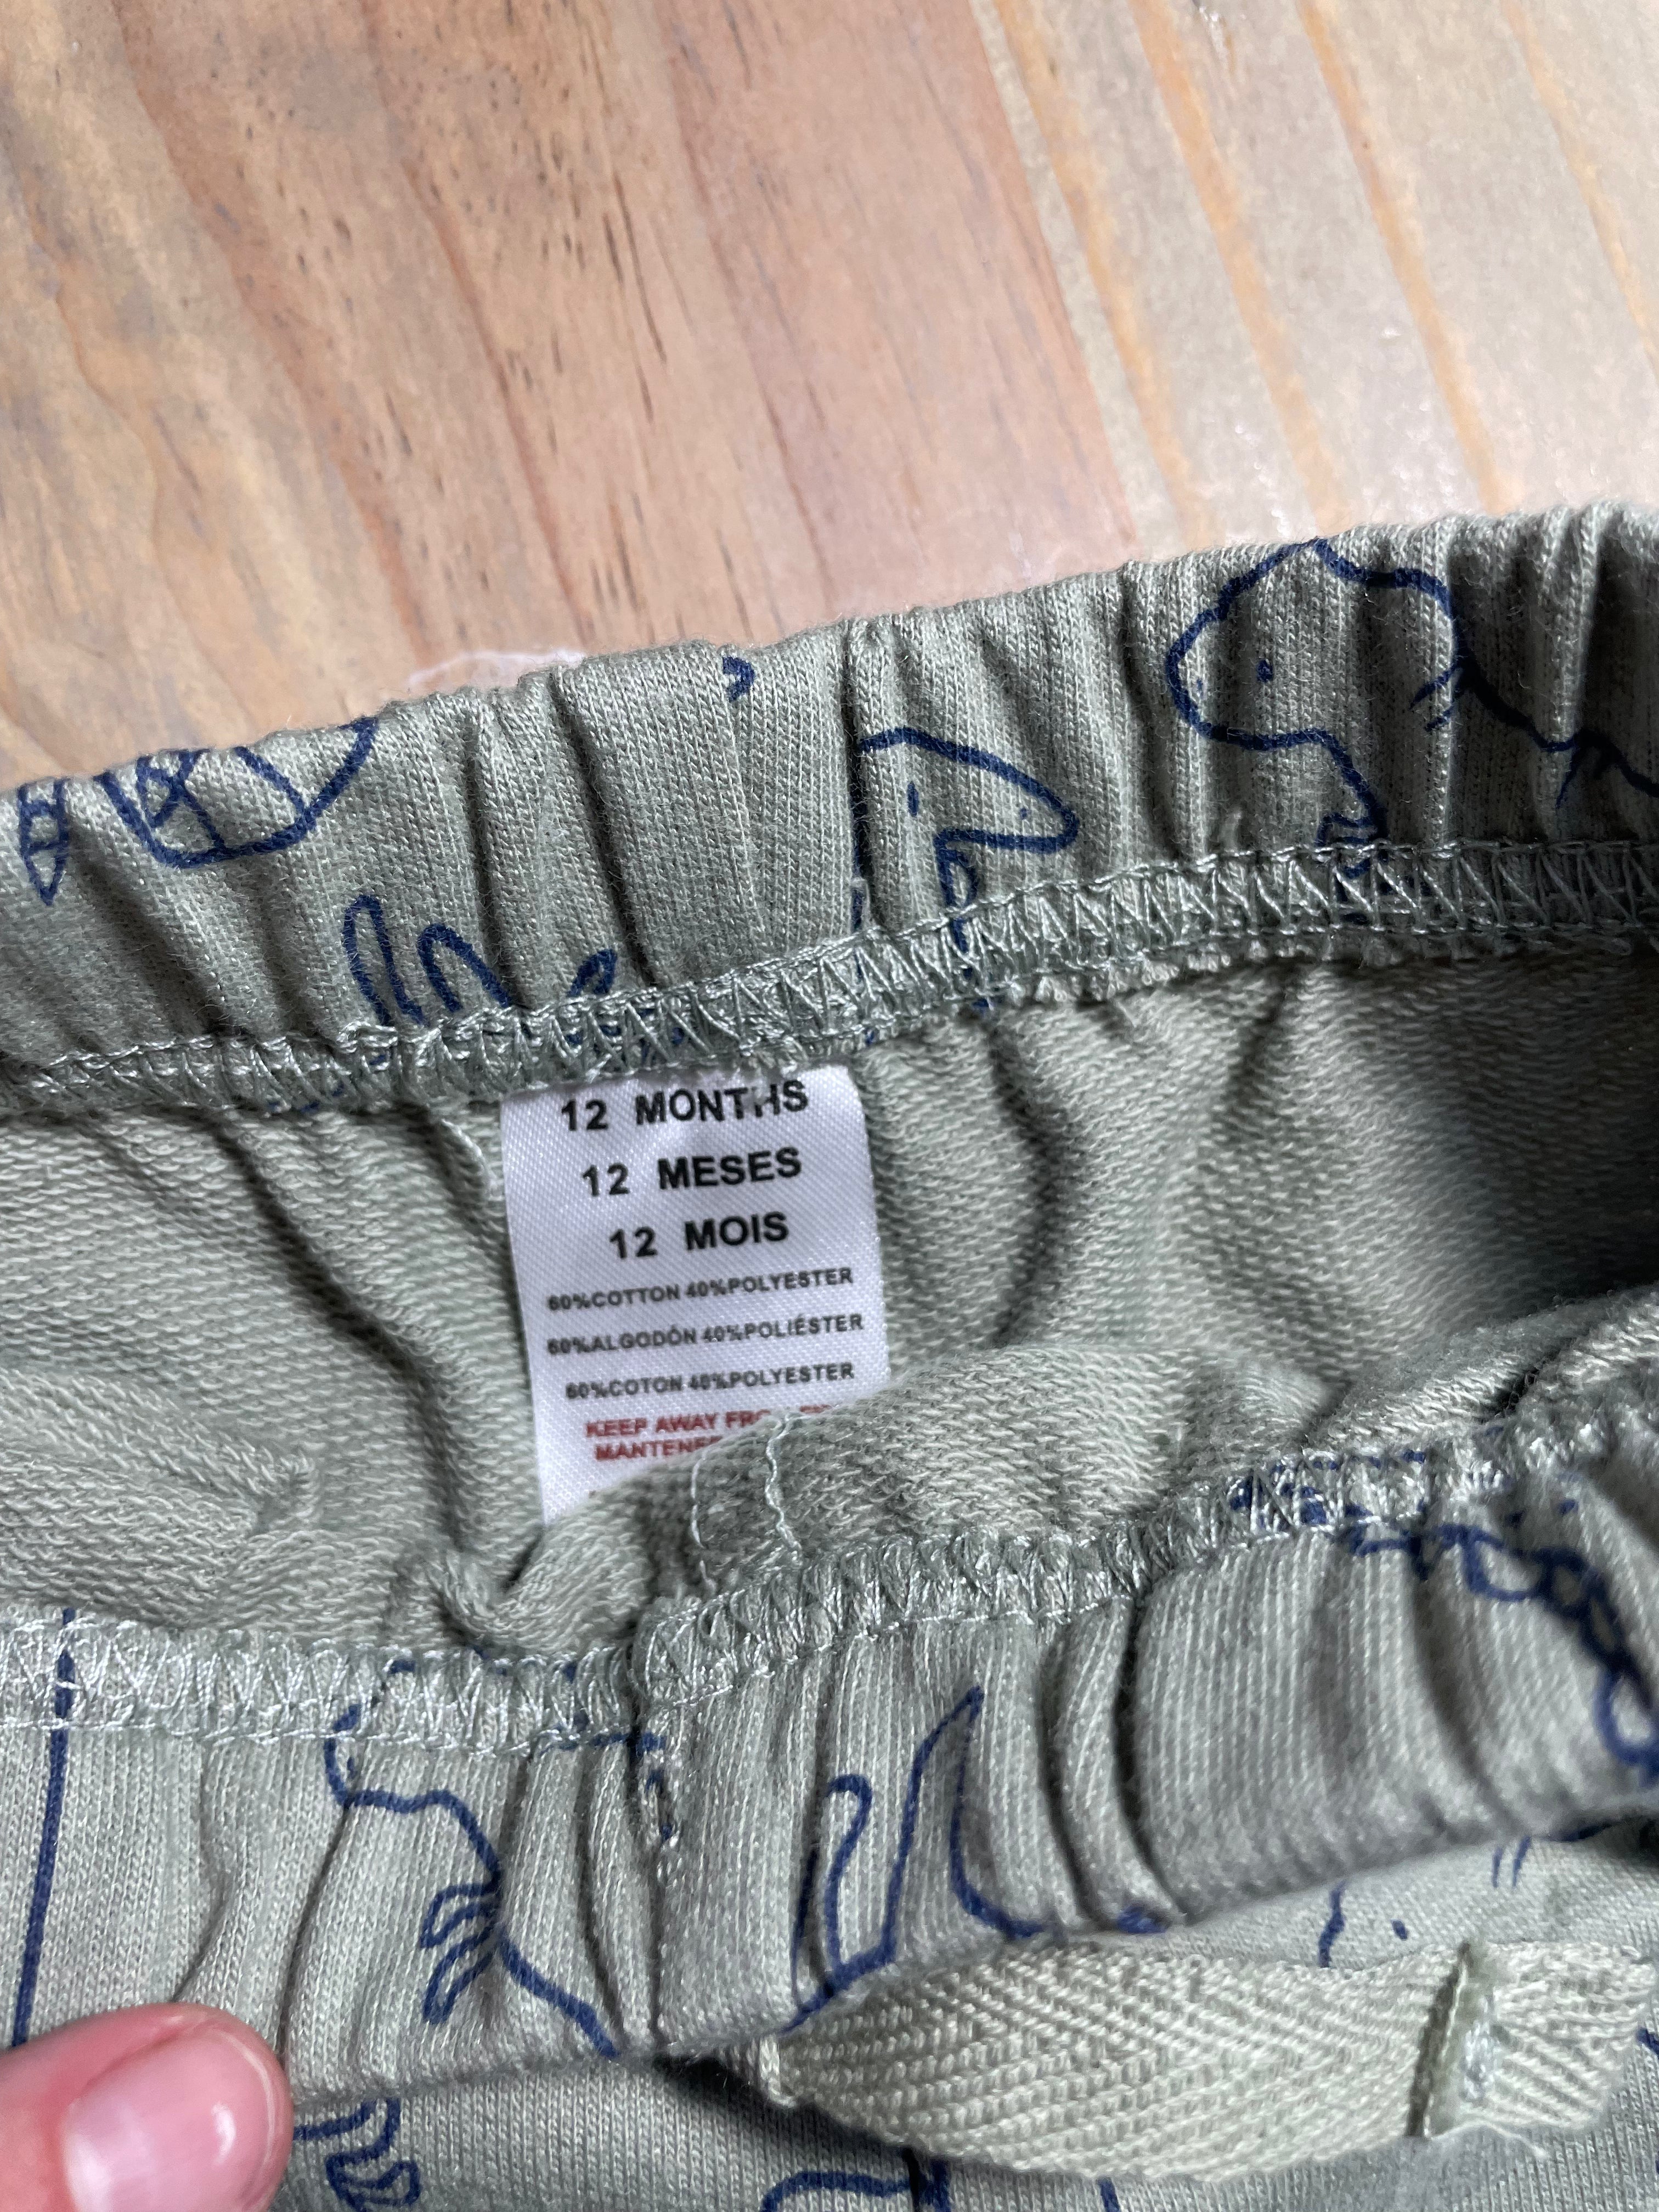 12 MONTHS
12 MESES
12 MOIS
60%COTTON 40%POLYESTER
60%ALGODÓN 40%POLIÉSTER
60%COTON 40%POLYESTER
KEEP AWAY